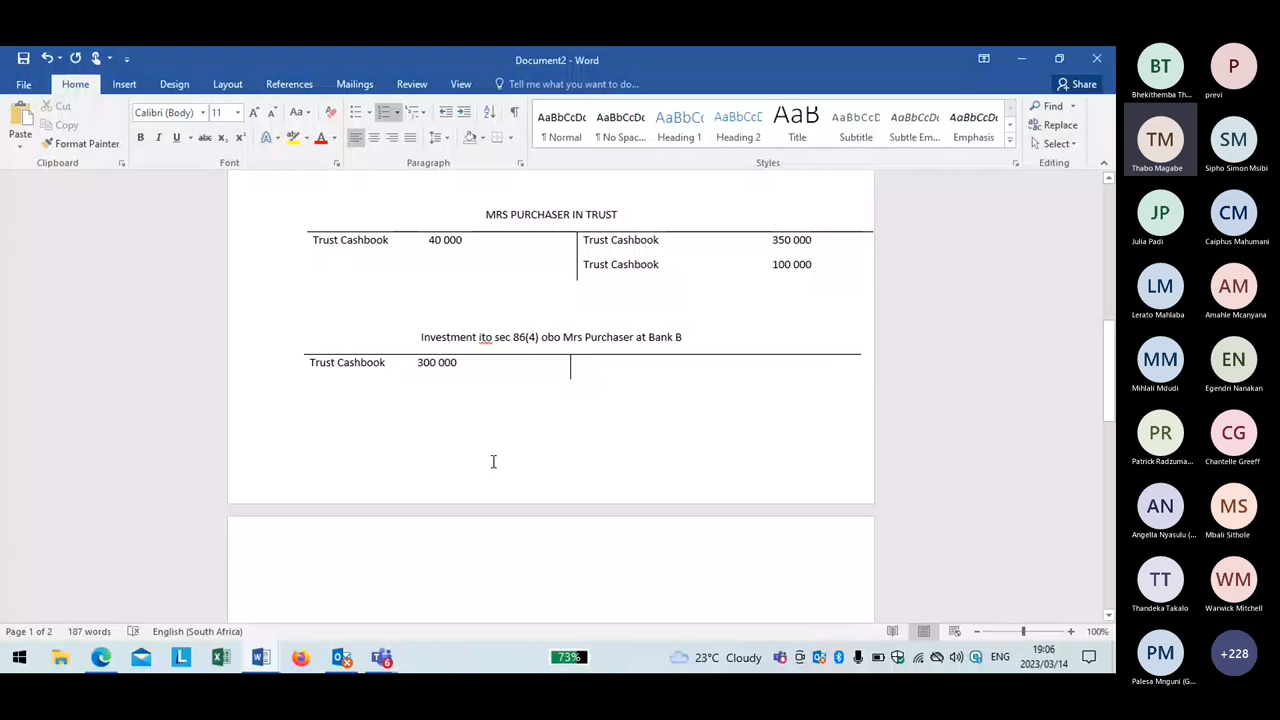 Document2 - Word
File Home Insert Design Layout References Mailings Review View Tell me what you want to do... Share
Paste Cut Copy Format Painter
Calibri (Body) 11 Aa
B I U abc x₂ x² A A
AaBbCcDc AaBbCcDc AaBbCc AaBbCcD AaB AaBbCcD AaBbCcDc AaBbCcDc
¶ Normal ¶ No Spac... Heading 1 Heading 2 Title Subtitle Subtle Em... Emphasis
Find Replace Select
Clipboard Font Paragraph Styles Editing
MRS PURCHASER IN TRUST
Trust Cashbook 40 000 Trust Cashbook 350 000
Trust Cashbook 100 000
Investment ito sec 86(4) obo Mrs Purchaser at Bank B
Trust Cashbook 300 000
Page 1 of 2 187 words English (South Africa) 100%
73% 23°C Cloudy ENG 19:06 2023/03/14
BT P
Bhekithemba Th... previ
TM SM
Thabo Magabe Sipho Simon Msibi
JP CM
Julia Padi Caiphus Mahumani
LM AM
Lerato Mahlaba Amahle Mcanyana
MM EN
Mihlali Mdudi Egendri Nanakan
PR CG
Patrick Radzuma... Chantelle Greeff
AN MS
Angella Nyasulu (... Mbali Sithole
TT WM
Thandeka Takalo Warwick Mitchell
PM +228
Palesa Mnguni (G...